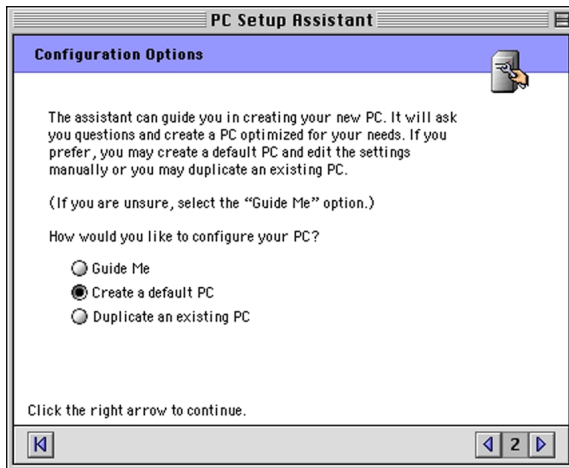 PC Setup Assistant
Configuration Options
The assistant can guide you in creating your new PC. It will ask
you questions and create a PC optimized for your needs. If you
prefer, you may create a default PC and edit the settings
manually or you may duplicate an existing PC.
(If you are unsure, select the “Guide Me” option.)
How would you like to configure your PC?
Guide Me
Create a default PC
Duplicate an existing PC
Click the right arrow to continue.
2